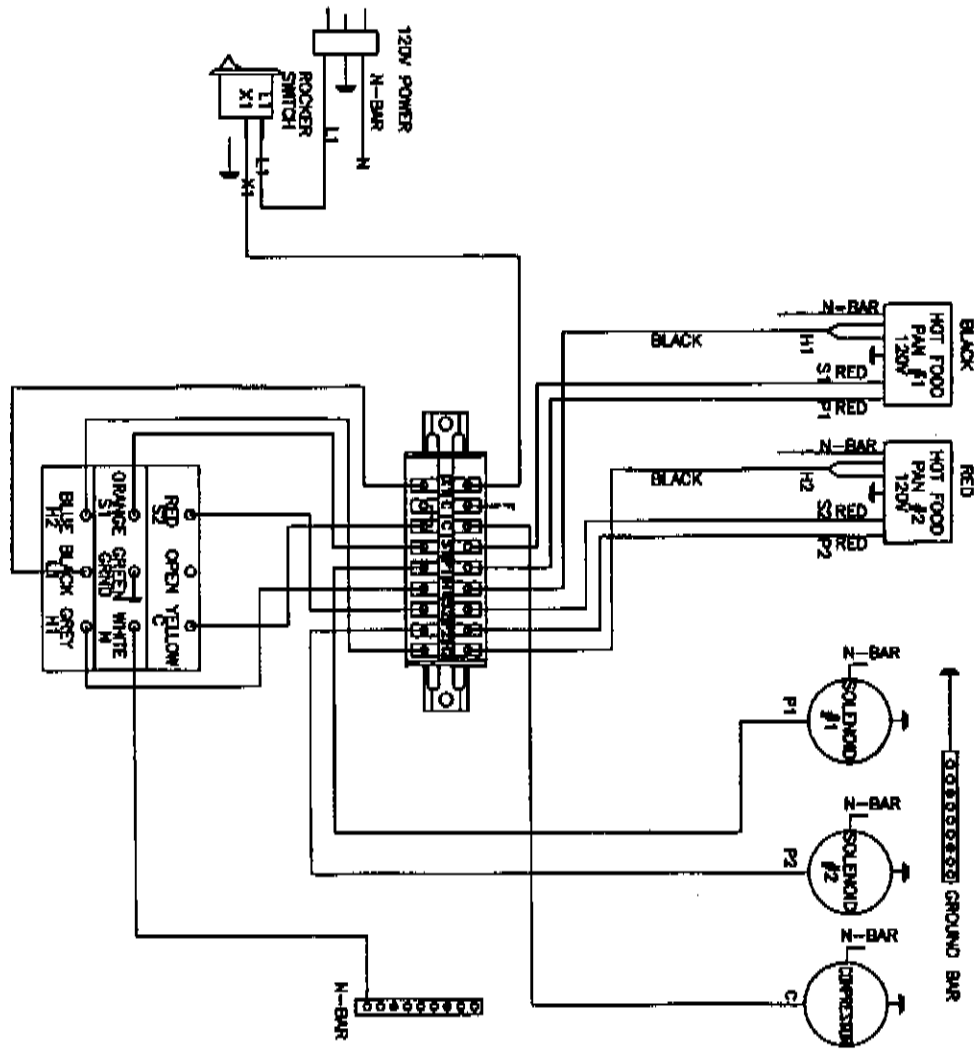 120V POWER
N-BAR
L1
N
ROCKER
SWITCH
L1
X1
L1
X1
BLACK
HOT FOOD
PAN #1
120V
N-BAR
H1
BLACK
S1 RED
P1 RED
RED
HOT FOOD
PAN #2
120V
N-BAR
H2
BLACK
S2 RED
P2 RED
RED
S2
OPEN
YELLOW
C
ORANGE
S1
GREEN
GRND
WHITE
N
BLUE
H2
BLACK
L1
GREY
H1
N-BAR
SOLENOID
#1
P1
N-BAR
SOLENOID
#2
P2
N-BAR
COMPRESSOR
C
GROUND BAR
N-BAR